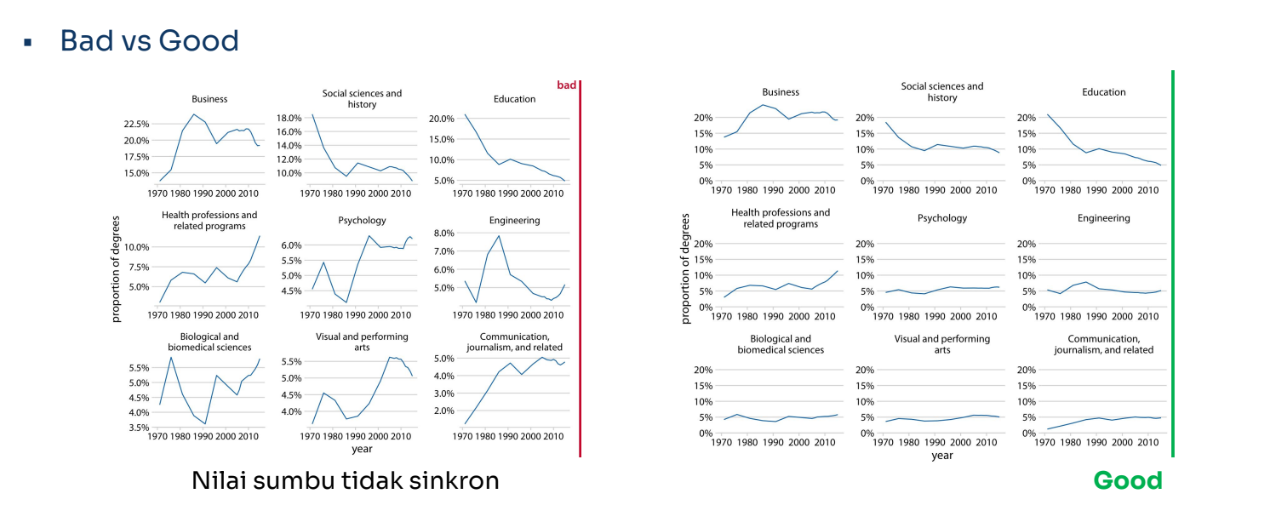 ▪ Bad vs Good
bad
Business
22.5%
20.0%
17.5%
15.0%
1970 1980 1990 2000 2010
Social sciences and
history
18.0%
16.0%
14.0%
12.0%
10.0%
1970 1980 1990 2000 2010
Education
20.0%
15.0%
10.0%
5.0%
1970 1980 1990 2000 2010
proportion of degrees
Health professions and
related programs
10.0%
7.5%
5.0%
1970 1980 1990 2000 2010
Psychology
6.0%
5.5%
5.0%
4.5%
1970 1980 1990 2000 2010
Engineering
8.0%
7.0%
6.0%
5.0%
1970 1980 1990 2000 2010
Biological and
biomedical sciences
5.5%
5.0%
4.5%
4.0%
3.5%
1970 1980 1990 2000 2010
Visual and performing
arts
5.5%
5.0%
4.5%
4.0%
1970 1980 1990 2000 2010
Communication,
journalism, and related
5.0%
4.0%
3.0%
2.0%
1970 1980 1990 2000 2010
year
Nilai sumbu tidak sinkron
Business
20%
15%
10%
5%
0%
1970 1980 1990 2000 2010
Social sciences and
history
20%
15%
10%
5%
0%
1970 1980 1990 2000 2010
Education
20%
15%
10%
5%
0%
1970 1980 1990 2000 2010
proportion of degrees
Health professions and
related programs
20%
15%
10%
5%
0%
1970 1980 1990 2000 2010
Psychology
20%
15%
10%
5%
0%
1970 1980 1990 2000 2010
Engineering
20%
15%
10%
5%
0%
1970 1980 1990 2000 2010
Biological and
biomedical sciences
20%
15%
10%
5%
0%
1970 1980 1990 2000 2010
Visual and performing
arts
20%
15%
10%
5%
0%
1970 1980 1990 2000 2010
Communication,
journalism, and related
20%
15%
10%
5%
0%
1970 1980 1990 2000 2010
year
Good